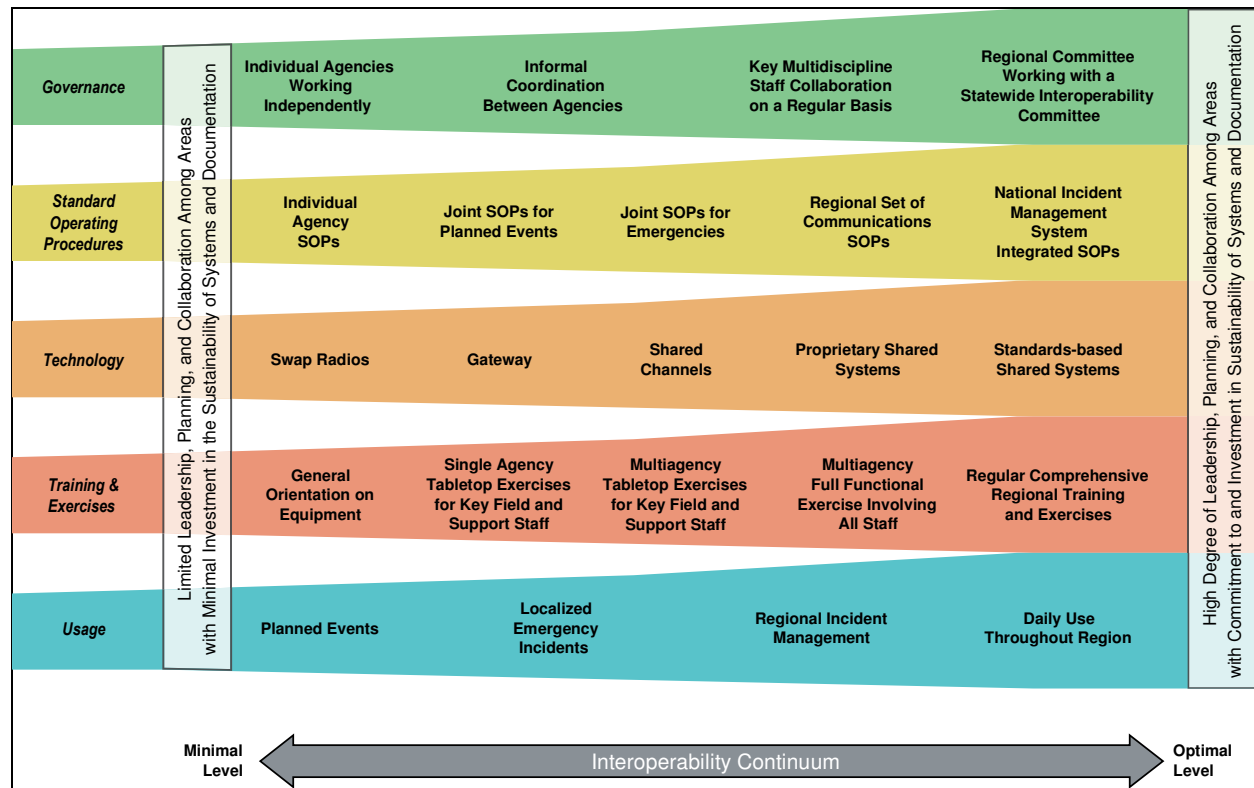 Governance
Individual Agencies
Working
Independently
Informal
Coordination
Between Agencies
Key Multidiscipline
Staff Collaboration
on a Regular Basis
Regional Committee
Working with a
Statewide Interoperability
Committee
Standard
Operating
Procedures
Individual
Agency
SOPs
Joint SOPs for
Planned Events
Joint SOPs for
Emergencies
Regional Set of
Communications
SOPs
National Incident
Management
System
Integrated SOPs
Technology
Swap Radios
Gateway
Shared
Channels
Proprietary Shared
Systems
Standards-based
Shared Systems
Training &
Exercises
General
Orientation on
Equipment
Single Agency
Tabletop Exercises
for Key Field and
Support Staff
Multiagency
Tabletop Exercises
for Key Field and
Support Staff
Multiagency
Full Functional
Exercise Involving
All Staff
Regular Comprehensive
Regional Training
and Exercises
Usage
Planned Events
Localized
Emergency
Incidents
Regional Incident
Management
Daily Use
Throughout Region
Limited Leadership, Planning, and Collaboration Among Areas
with Minimal Investment in the Sustainability of Systems and Documentation
High Degree of Leadership, Planning, and Collaboration Among Areas
with Commitment to and Investment in Sustainability of Systems and Documentation
Minimal
Level
Interoperability Continuum
Optimal
Level